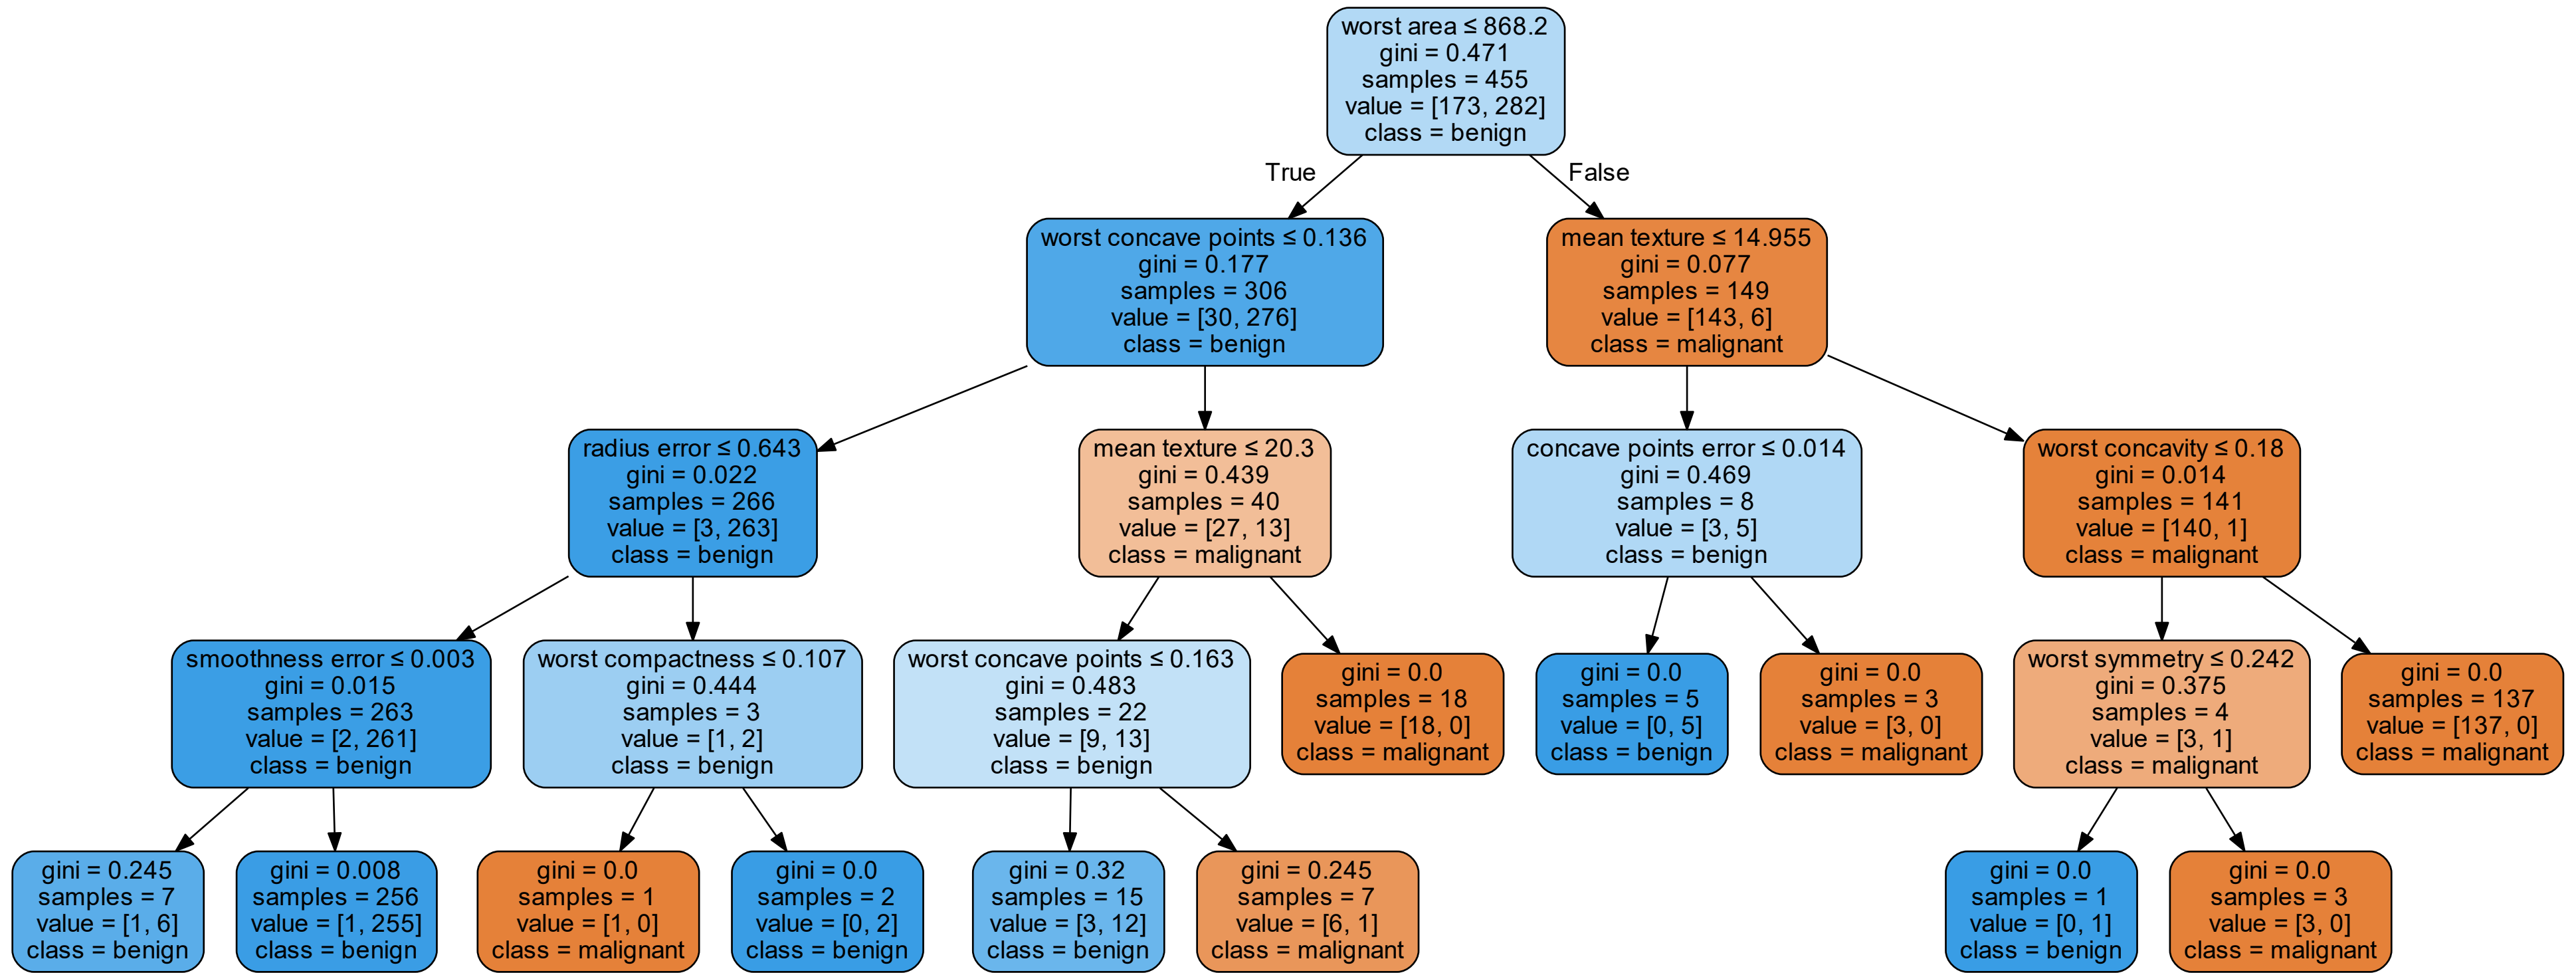 worst area ≤ 868.2
gini = 0.471
samples = 455
value = [173, 282]
class = benign
True
False
worst concave points ≤ 0.136
gini = 0.177
samples = 306
value = [30, 276]
class = benign
mean texture ≤ 14.955
gini = 0.077
samples = 149
value = [143, 6]
class = malignant
radius error ≤ 0.643
gini = 0.022
samples = 266
value = [3, 263]
class = benign
mean texture ≤ 20.3
gini = 0.439
samples = 40
value = [27, 13]
class = malignant
concave points error ≤ 0.014
gini = 0.469
samples = 8
value = [3, 5]
class = benign
worst concavity ≤ 0.18
gini = 0.014
samples = 141
value = [140, 1]
class = malignant
smoothness error ≤ 0.003
gini = 0.015
samples = 263
value = [2, 261]
class = benign
worst compactness ≤ 0.107
gini = 0.444
samples = 3
value = [1, 2]
class = benign
worst concave points ≤ 0.163
gini = 0.483
samples = 22
value = [9, 13]
class = benign
gini = 0.0
samples = 18
value = [18, 0]
class = malignant
gini = 0.0
samples = 5
value = [0, 5]
class = benign
gini = 0.0
samples = 3
value = [3, 0]
class = malignant
worst symmetry ≤ 0.242
gini = 0.375
samples = 4
value = [3, 1]
class = malignant
gini = 0.0
samples = 137
value = [137, 0]
class = malignant
gini = 0.245
samples = 7
value = [1, 6]
class = benign
gini = 0.008
samples = 256
value = [1, 255]
class = benign
gini = 0.0
samples = 1
value = [1, 0]
class = malignant
gini = 0.0
samples = 2
value = [0, 2]
class = benign
gini = 0.32
samples = 15
value = [3, 12]
class = benign
gini = 0.245
samples = 7
value = [6, 1]
class = malignant
gini = 0.0
samples = 1
value = [0, 1]
class = benign
gini = 0.0
samples = 3
value = [3, 0]
class = malignant